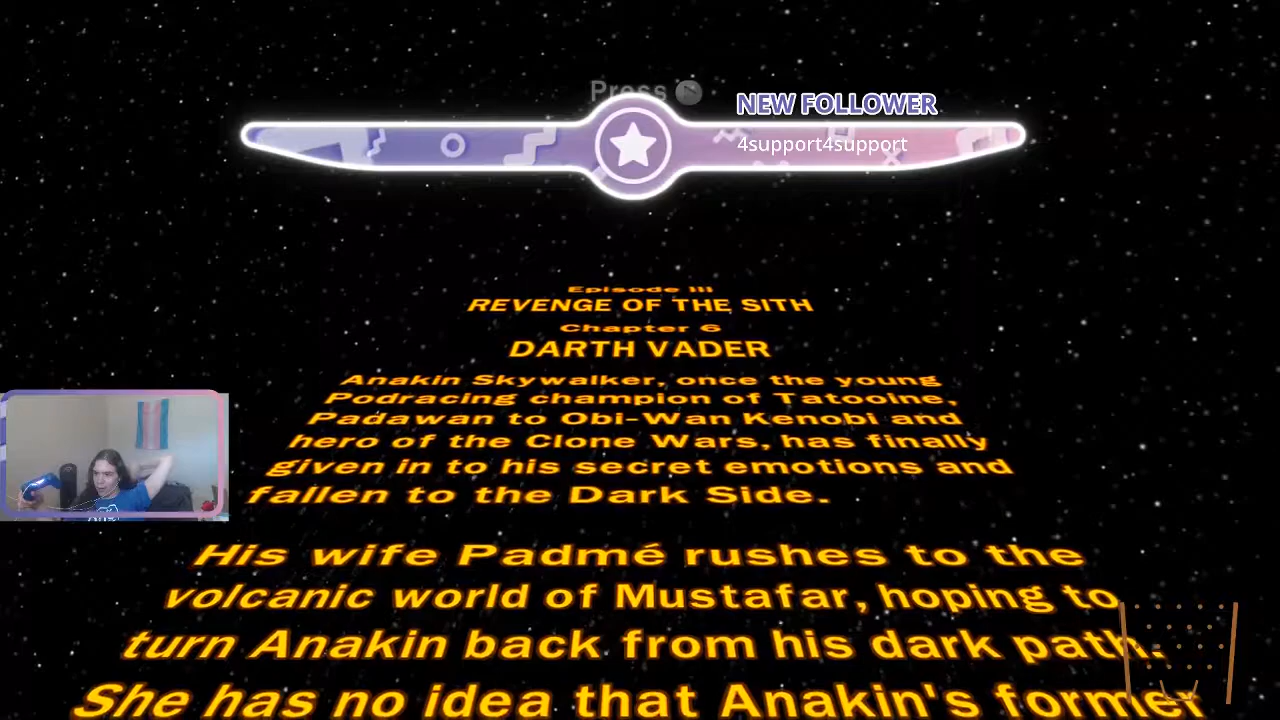 Press
NEW FOLLOWER
4support4support
Episode III
REVENGE OF THE SITH
Chapter 6
DARTH VADER
Anakin Skywalker, once the young
Podracing champion of Tatooine,
Padawan to Obi-Wan Kenobi and
hero of the Clone Wars, has finally
given in to his secret emotions and
fallen to the Dark Side.
His wife Padmé rushes to the
volcanic world of Mustafar, hoping to
turn Anakin back from his dark path.
She has no idea that Anakin's former